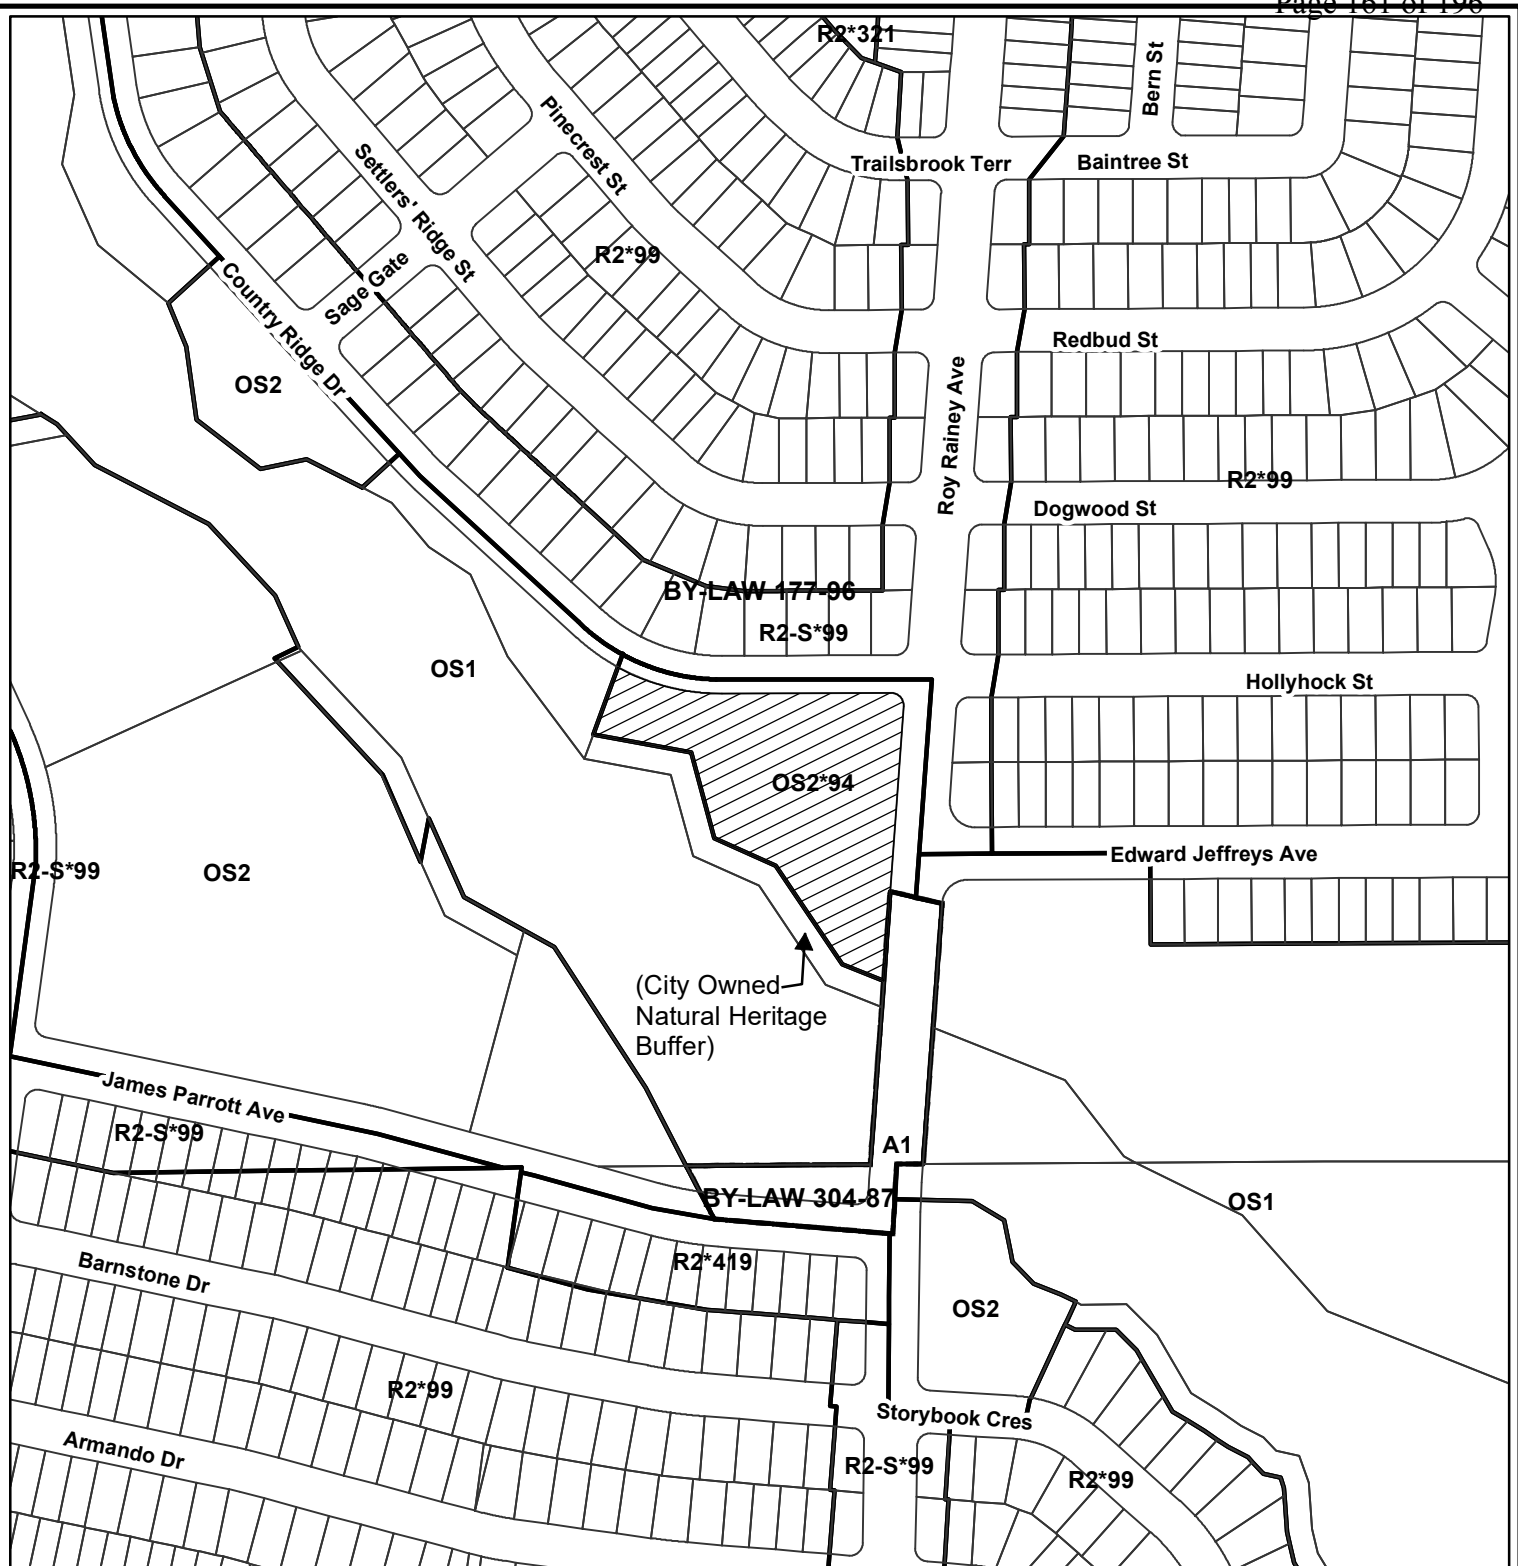 Page 161 of 196
R2*321
Bern St
Pinecrest St
Settlers' Ridge St
Trailsbrook Terr
Baintree St
R2*99
Sage Gate
Country Ridge Dr
Redbud St
OS2
Roy Rainey Ave
R2*99
Dogwood St
BY-LAW 177-96
R2-S*99
OS1
Hollyhock St
OS2*94
Edward Jeffreys Ave
R2-S*99
OS2
(City Owned
Natural Heritage
Buffer)
James Parrott Ave
R2-S*99
A1
BY-LAW 304-87
OS1
R2*419
Barnstone Dr
OS2
R2*99
Storybook Cres
Armando Dr
R2-S*99
R2*99